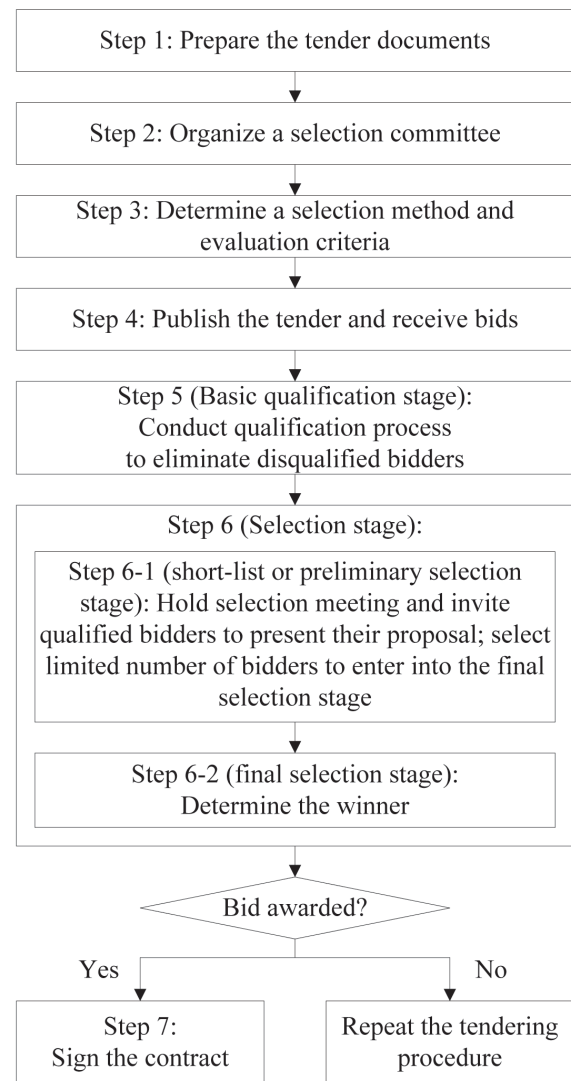 Step 1: Prepare the tender documents
Step 2: Organize a selection committee
Step 3: Determine a selection method and
evaluation criteria
Step 4: Publish the tender and receive bids
Step 5 (Basic qualification stage):
Conduct qualification process
to eliminate disqualified bidders
Step 6 (Selection stage):
Step 6-1 (short-list or preliminary selection
stage): Hold selection meeting and invite
qualified bidders to present their proposal; select
limited number of bidders to enter into the final
selection stage
Step 6-2 (final selection stage):
Determine the winner
Bid awarded?
Yes
No
Step 7:
Sign the contract
Repeat the tendering
procedure